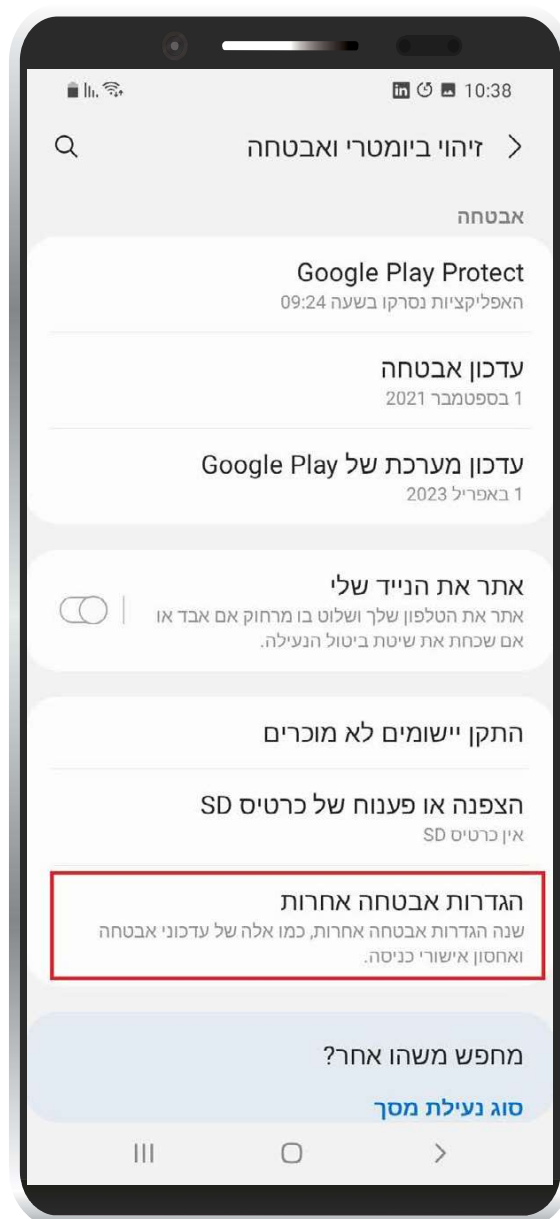 10:38
זיהוי ביומטרי ואבטחה
אבטחה
Google Play Protect
האפליקציות נסרקו בשעה 09:24
עדכון אבטחה
1 בספטמבר 2021
עדכון מערכת של Google Play
1 באפריל 2023
אתר את הנייד שלי
אתר את הטלפון שלך ושלוט בו מרחוק אם אבד או
אם שכחת את שיטת ביטול הנעילה.
התקן יישומים לא מוכרים
הצפנה או פענוח של כרטיס SD
אין כרטיס SD
הגדרות אבטחה אחרות
שנה הגדרות אבטחה אחרות, כמו אלה של עדכוני אבטחה
ואחסון אישורי כניסה.
מחפש משהו אחר?
סוג נעילת מסך